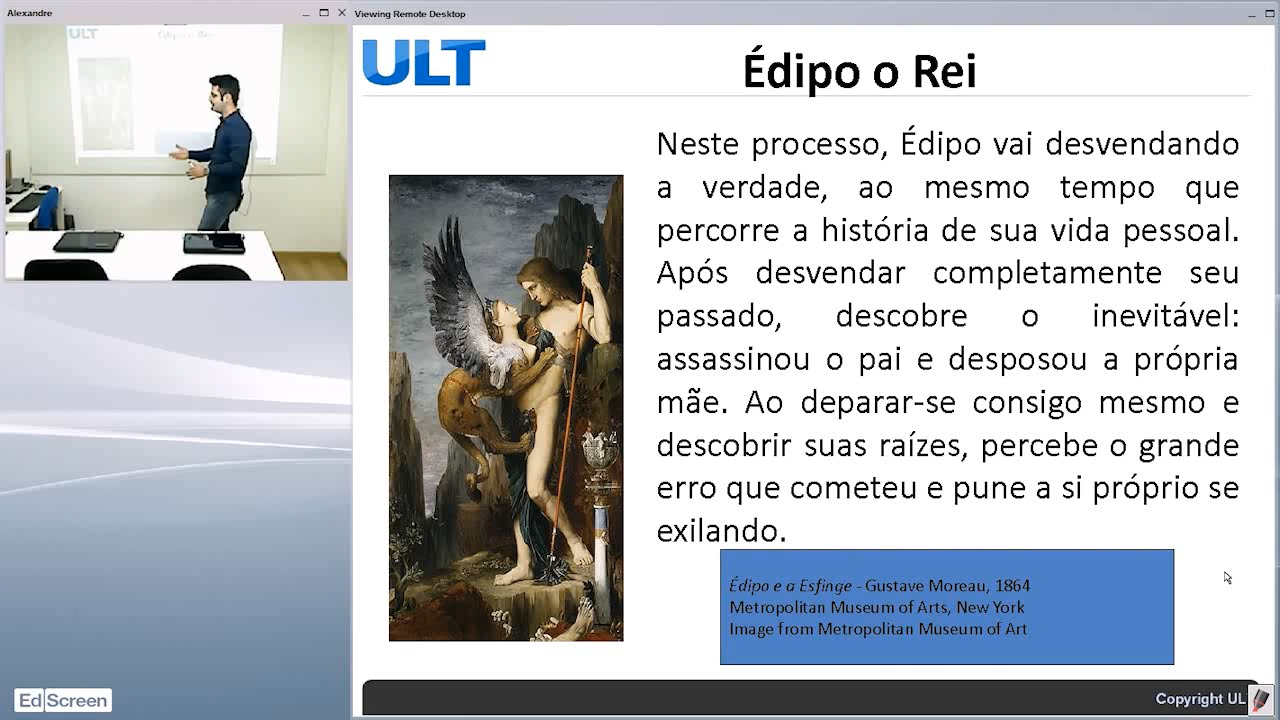 Alexandre
Viewing Remote Desktop
ULT
ULT
Édipo o Rei
Neste processo, Édipo vai desvendando
a verdade, ao mesmo tempo que
percorre a história de sua vida pessoal.
Após desvendar completamente seu
passado, descobre o inevitável:
assassinou o pai e desposou a própria
mãe. Ao deparar-se consigo mesmo e
descobrir suas raízes, percebe o grande
erro que cometeu e pune a si próprio se
exilando.
Édipo e a Esfinge - Gustave Moreau, 1864
Metropolitan Museum of Arts, New York
Image from Metropolitan Museum of Art
Ed Screen
Copyright UL